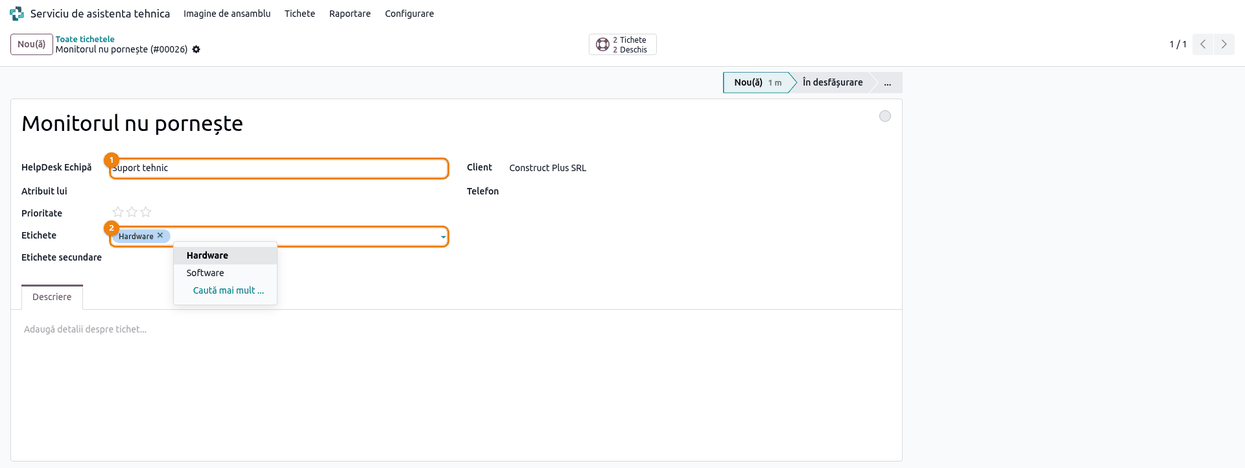 Serviciu de asistenta tehnica Imagine de ansamblu Tichete Raportare Configurare
Nou(ă) Toate tichetele
Monitorul nu pornește (#00026)
2 Tichete
2 Deschis
1 / 1
Nou(ă) 1 m În desfășurare ...
Monitorul nu pornește
HelpDesk Echipă 1 Suport tehnic Client Construct Plus SRL
Atribuit lui Telefon
Prioritate
Etichete 2 Hardware ✕
Etichete secundare
Hardware
Software
Caută mai mult ...
Descriere
Adaugă detalii despre tichet...